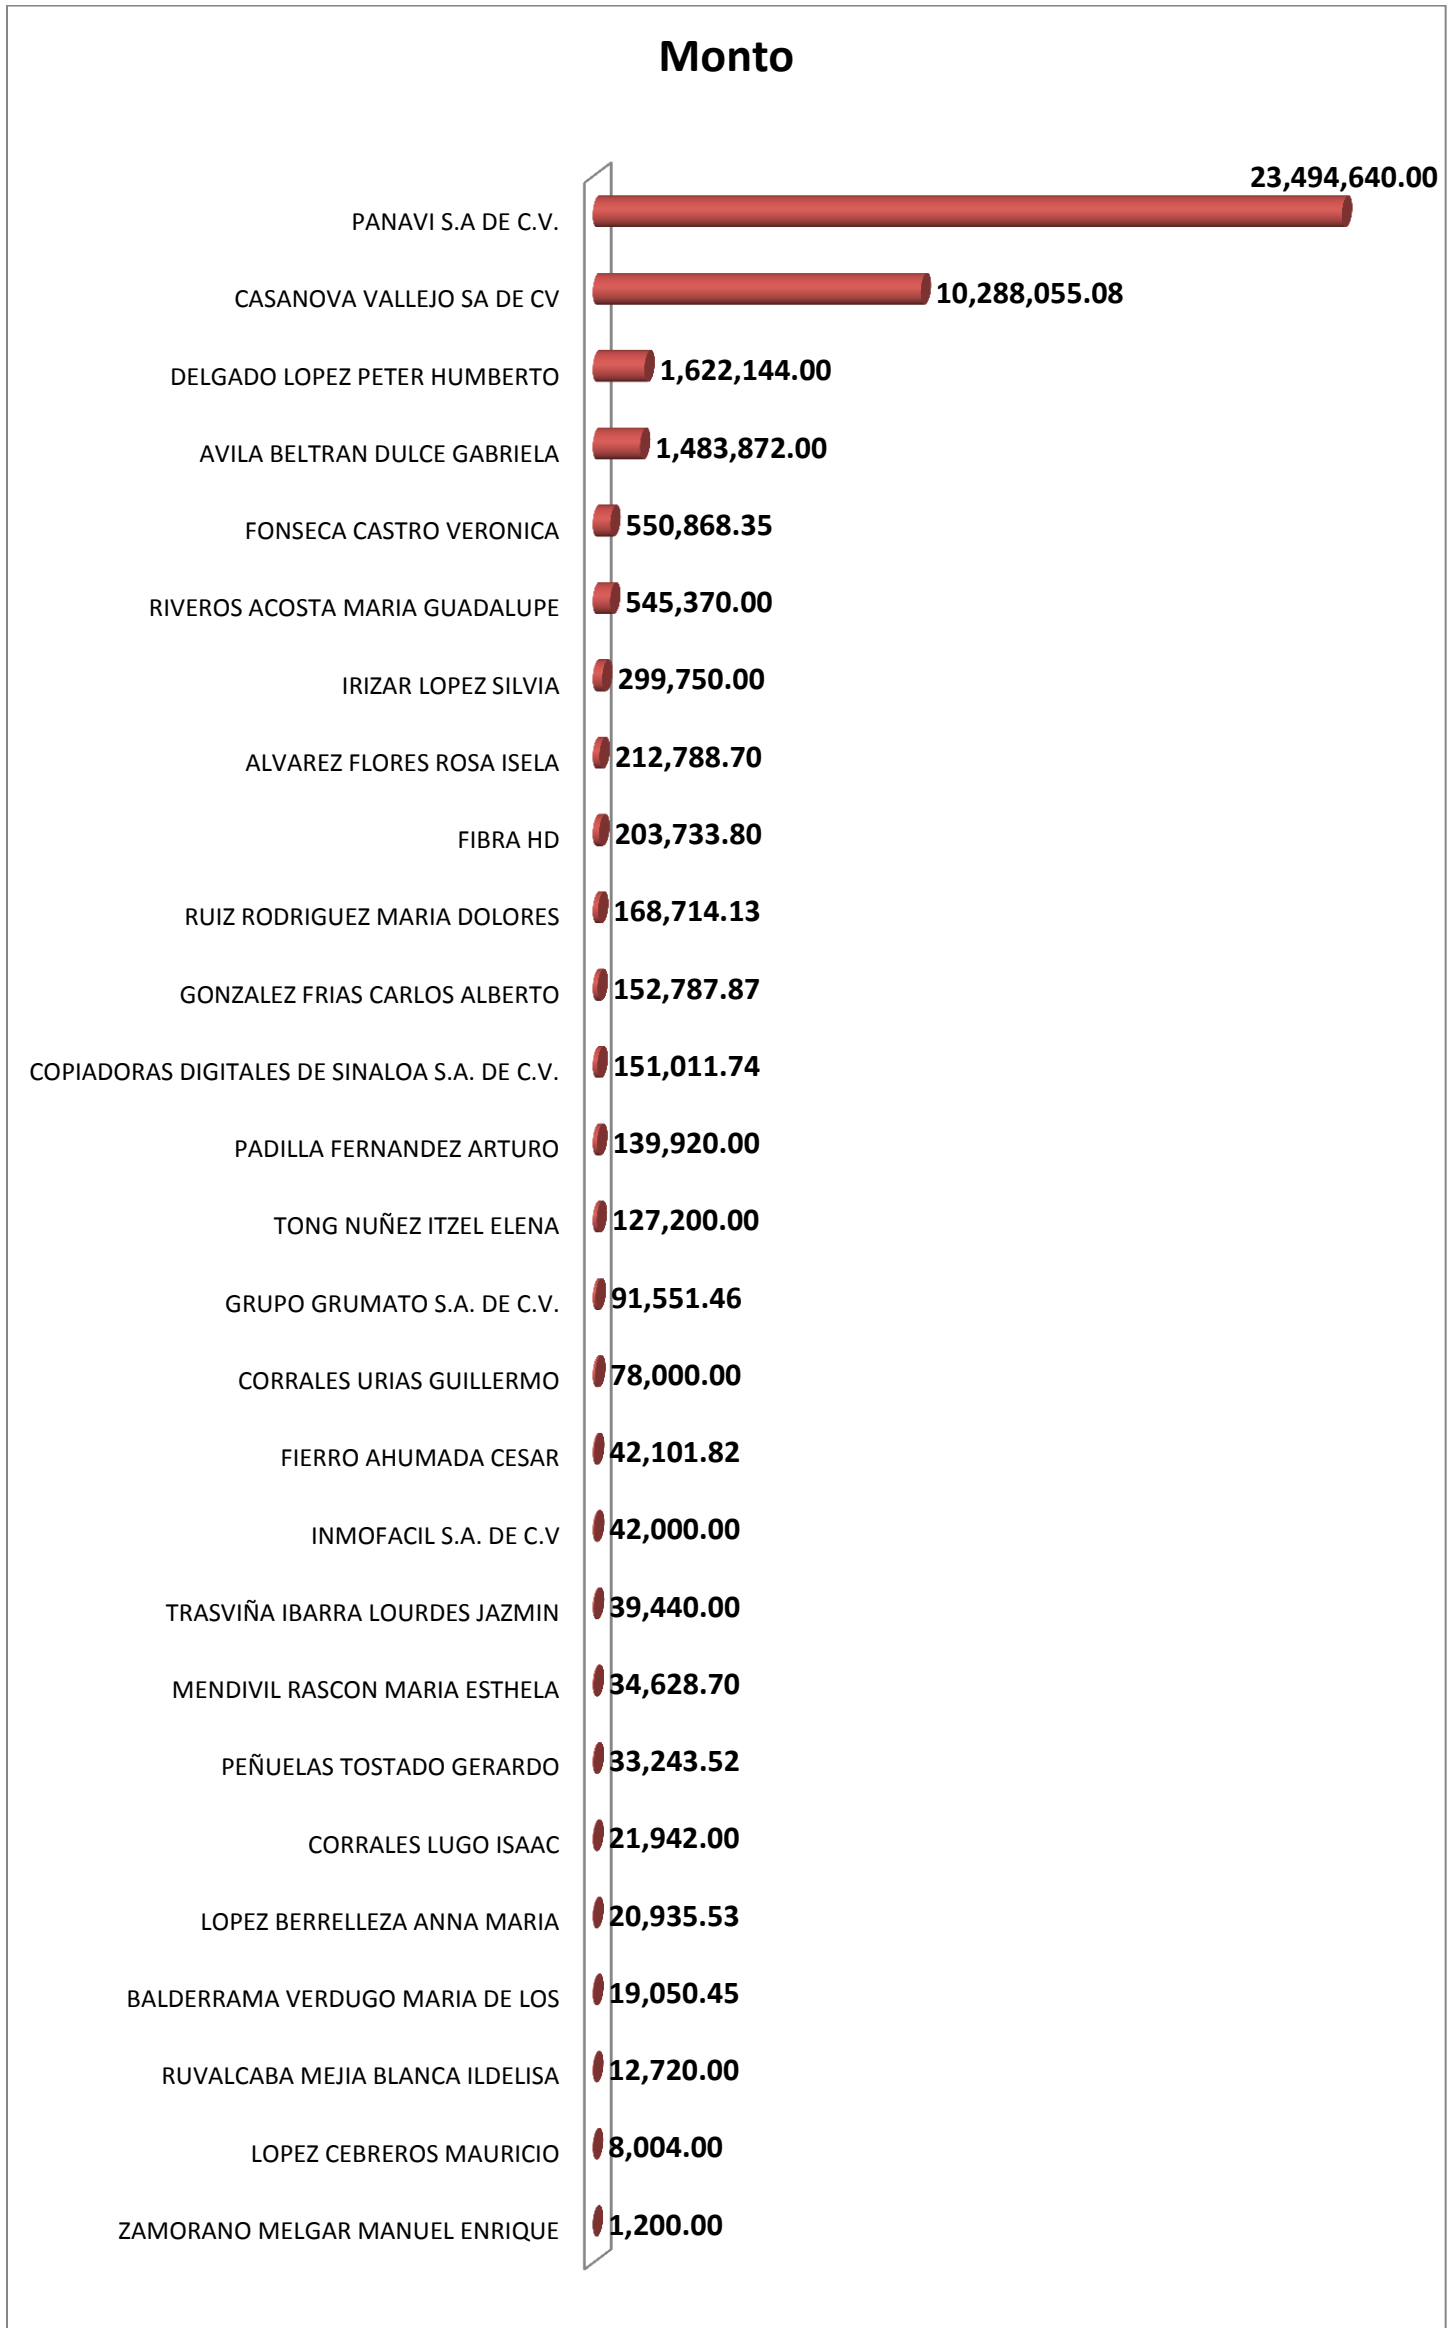 Monto
PANAVI S.A DE C.V. 23,494,640.00
CASANOVA VALLEJO SA DE CV 10,288,055.08
DELGADO LOPEZ PETER HUMBERTO 1,622,144.00
AVILA BELTRAN DULCE GABRIELA 1,483,872.00
FONSECA CASTRO VERONICA 550,868.35
RIVEROS ACOSTA MARIA GUADALUPE 545,370.00
IRIZAR LOPEZ SILVIA 299,750.00
ALVAREZ FLORES ROSA ISELA 212,788.70
FIBRA HD 203,733.80
RUIZ RODRIGUEZ MARIA DOLORES 168,714.13
GONZALEZ FRIAS CARLOS ALBERTO 152,787.87
COPIADORAS DIGITALES DE SINALOA S.A. DE C.V. 151,011.74
PADILLA FERNANDEZ ARTURO 139,920.00
TONG NUÑEZ ITZEL ELENA 127,200.00
GRUPO GRUMATO S.A. DE C.V. 91,551.46
CORRALES URIAS GUILLERMO 78,000.00
FIERRO AHUMADA CESAR 42,101.82
INMOFACIL S.A. DE C.V 42,000.00
TRASVIÑA IBARRA LOURDES JAZMIN 39,440.00
MENDIVIL RASCON MARIA ESTHELA 34,628.70
PEÑUELAS TOSTADO GERARDO 33,243.52
CORRALES LUGO ISAAC 21,942.00
LOPEZ BERRELLEZA ANNA MARIA 20,935.53
BALDERRAMA VERDUGO MARIA DE LOS 19,050.45
RUVALCABA MEJIA BLANCA ILDELISA 12,720.00
LOPEZ CEBREROS MAURICIO 8,004.00
ZAMORANO MELGAR MANUEL ENRIQUE 1,200.00